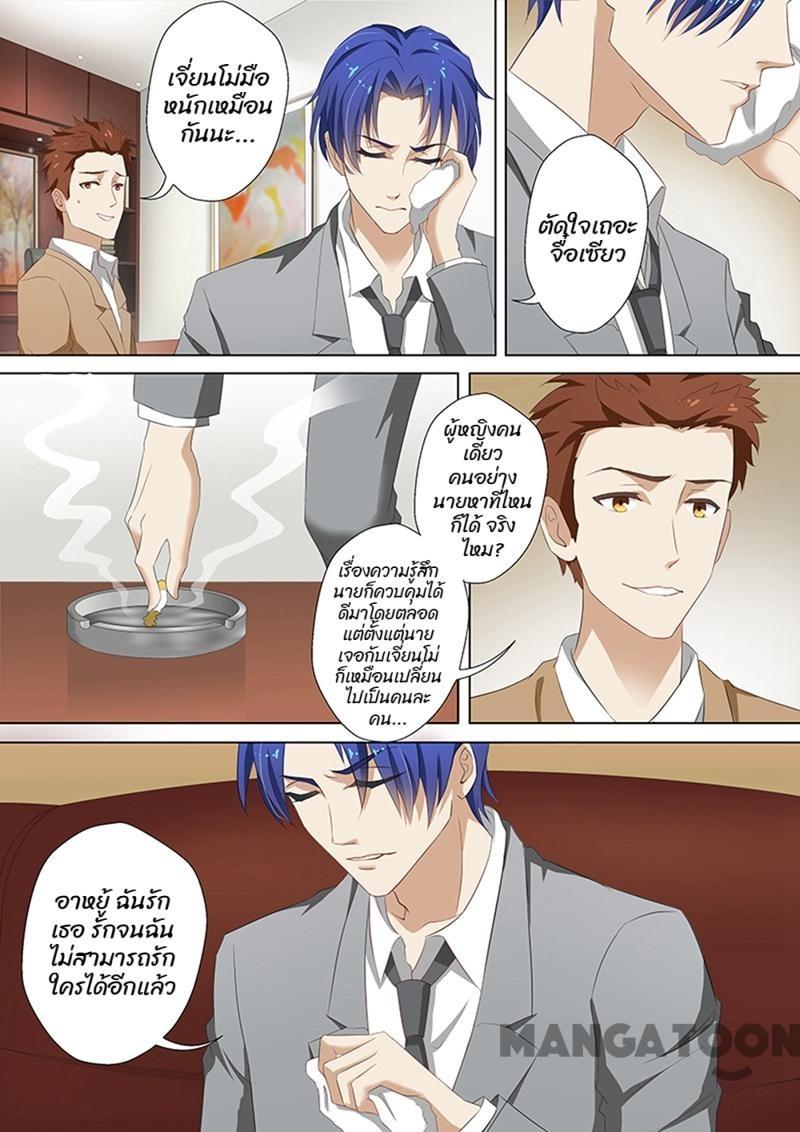 เจี่ยนโม่มือ
หนักเหมือน
กันนะ...
ตัดใจเถอะ
จื่อเซียว
ผู้หญิงคน
เดียว
คนอย่าง
นายหาที่ไหน
ก็ได้ จริง
ไหม?
เรื่องความรู้สึก
นายก็ควบคุมได้
ดีมาโดยตลอด
แต่ตั้งแต่นาย
เจอกับเจี่ยนโม่
ก็เหมือนเปลี่ยน
ไปเป็นคนละ
คน...
อาหยู้ ฉันรัก
เธอ รักจนฉัน
ไม่สามารถรัก
ใครได้อีกแล้ว
MANGATOON